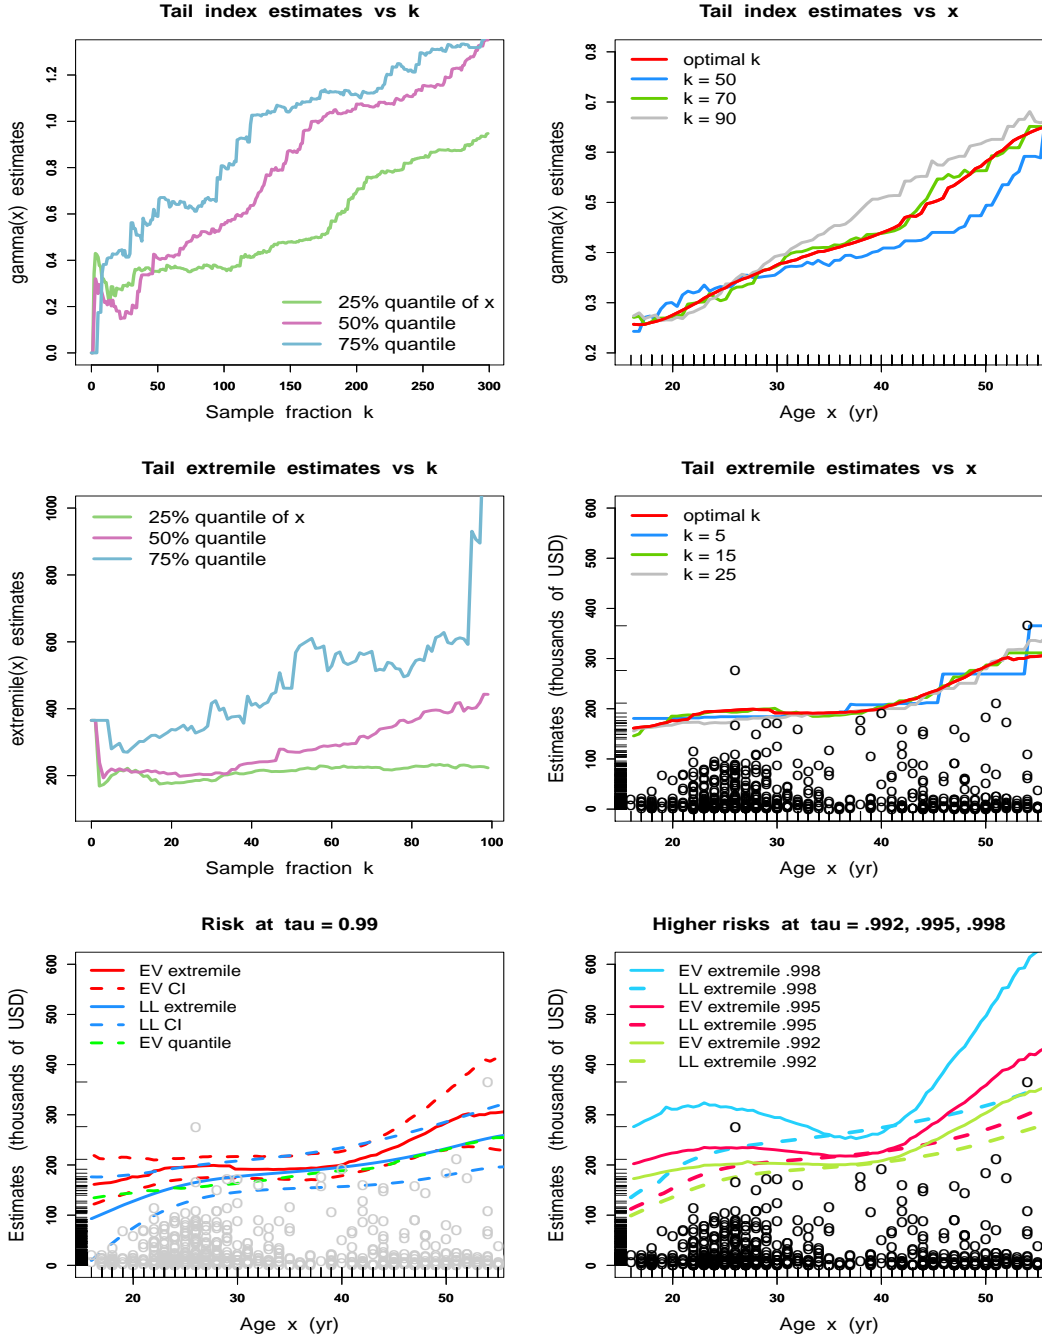 Tail index estimates vs k
gamma(x) estimates
0.0 0.2 0.4 0.6 0.8 1.0 1.2
25% quantile of x
50% quantile
75% quantile
0 50 100 150 200 250 300
Sample fraction k
Tail index estimates vs x
gamma(x) estimates
0.2 0.3 0.4 0.5 0.6 0.7 0.8
optimal k
k = 50
k = 70
k = 90
20 30 40 50
Age x (yr)
Tail extremile estimates vs k
extremile(x) estimates
200 400 600 800 1000
25% quantile of x
50% quantile
75% quantile
0 20 40 60 80 100
Sample fraction k
Tail extremile estimates vs x
Estimates (thousands of USD)
0 100 200 300 400 500 600
optimal k
k = 5
k = 15
k = 25
20 30 40 50
Age x (yr)
Risk at tau = 0.99
Estimates (thousands of USD)
0 100 200 300 400 500 600
EV extremile
EV CI
LL extremile
LL CI
EV quantile
20 30 40 50
Age x (yr)
Higher risks at tau = .992, .995, .998
Estimates (thousands of USD)
0 100 200 300 400 500 600
EV extremile .998
LL extremile .998
EV extremile .995
LL extremile .995
EV extremile .992
LL extremile .992
20 30 40 50
Age x (yr)